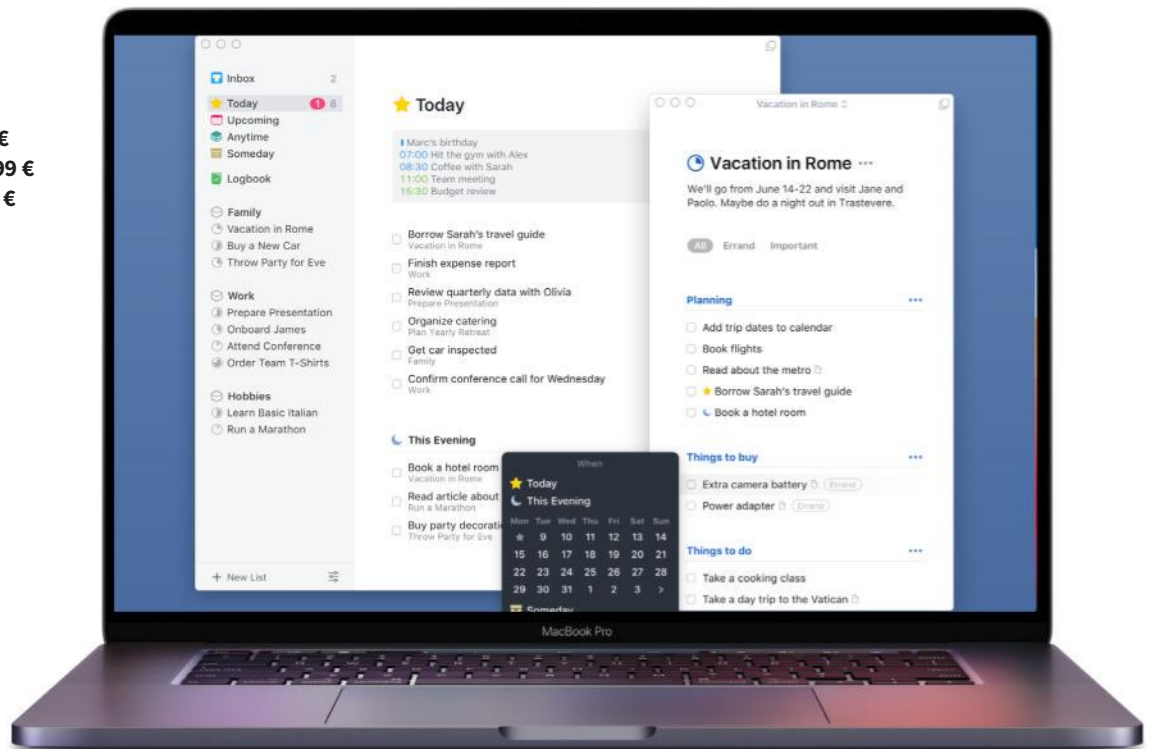 €
99 €
€
Inbox 2
Today 1 8
Upcoming
Anytime
Someday
Logbook
Family
Vacation in Rome
Buy a New Car
Throw Party for Eve
Work
Prepare Presentation
Onboard James
Attend Conference
Order Team T-Shirts
Hobbies
Learn Basic Italian
Run a Marathon
+ New List
Today
Marc's birthday
07:00 Hit the gym with Alex
08:30 Coffee with Sarah
11:00 Team meeting
15:30 Budget review
Borrow Sarah's travel guide
Vacation in Rome
Finish expense report
Work
Review quarterly data with Olivia
Prepare Presentation
Organize catering
Plan Yearly Retreat
Get car inspected
Family
Confirm conference call for Wednesday
Work
This Evening
Book a hotel room
Vacation in Rome
Read article about
Run a Marathon
Buy party decorati
Throw Party for Eve
When
Today
This Evening
Mon Tue Wed Thu Fri Sat Sun
9 10 11 12 13 14
15 16 17 18 19 20 21
22 23 24 25 26 27 28
29 30 31 1 2 3 >
Someday
Vacation in Rome
Vacation in Rome ···
We'll go from June 14-22 and visit Jane and
Paolo. Maybe do a night out in Trastevere.
All Errand Important
Planning
Add trip dates to calendar
Book flights
Read about the metro
Borrow Sarah's travel guide
Book a hotel room
Things to buy
Extra camera battery Errand
Power adapter Errand
Things to do
Take a cooking class
Take a day trip to the Vatican
MacBook Pro